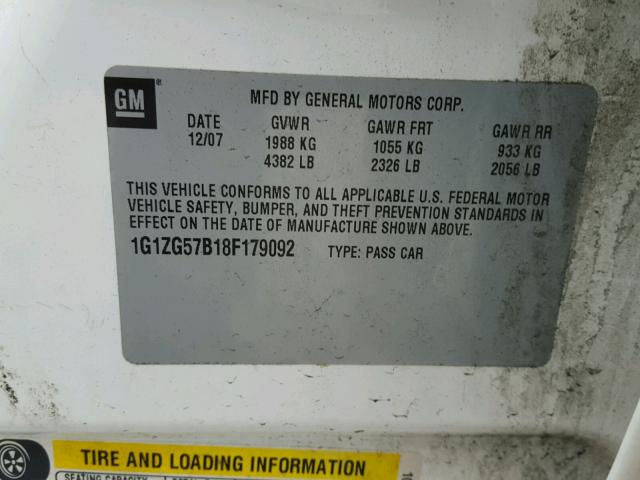 GM
®
MFD BY GENERAL MOTORS CORP.
DATE GVWR GAWR FRT GAWR RR
12/07 1988 KG 1055 KG 933 KG
4382 LB 2326 LB 2056 LB
THIS VEHICLE CONFORMS TO ALL APPLICABLE U.S. FEDERAL MOTOR
VEHICLE SAFETY, BUMPER, AND THEFT PREVENTION STANDARDS IN
EFFECT ON THE DATE OF MANUFACTURE SHOWN ABOVE.
1G1ZG57B18F179092 TYPE: PASS CAR
TIRE AND LOADING INFORMATION
SEATING CAPACITY